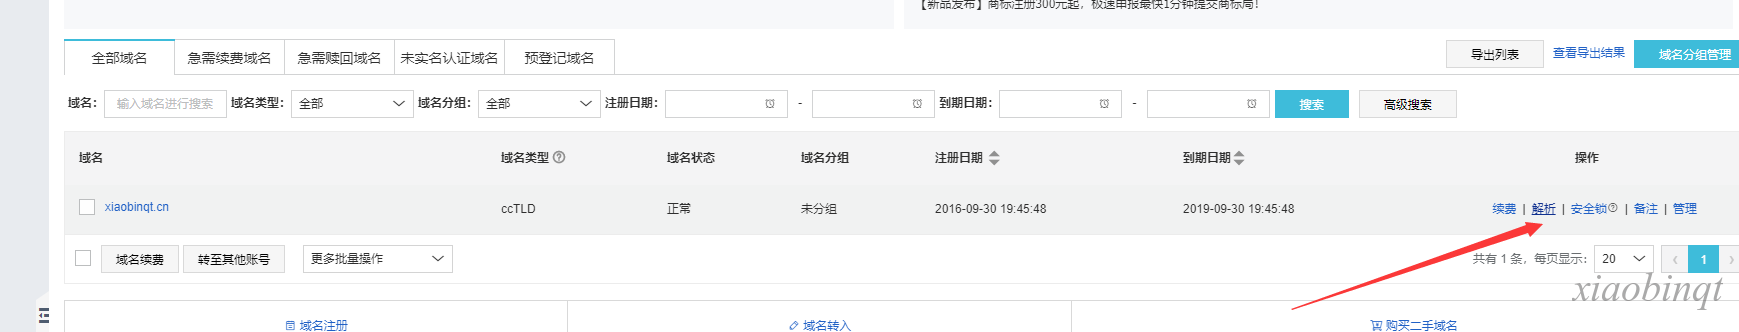 【新品发布】商标注册300元起，极速申报最快1分钟提交商标局！
全部域名 急需续费域名 急需赎回域名 未实名认证域名 预登记域名 导出列表 查看导出结果 域名分组管理
域名： 输入域名进行搜索 域名类型： 全部 域名分组： 全部 注册日期： - 到期日期： - 搜索 高级搜索
域名 域名类型 域名状态 域名分组 注册日期 到期日期 操作
xiaobinqt.cn ccTLD 正常 未分组 2016-09-30 19:45:48 2019-09-30 19:45:48 续费 | 解析 | 安全锁 | 备注 | 管理
域名续费 转至其他账号 更多批量操作 共有 1 条，每页显示： 20 ‹ 1 ›
xiaobinqt
域名注册 域名转入 购买二手域名